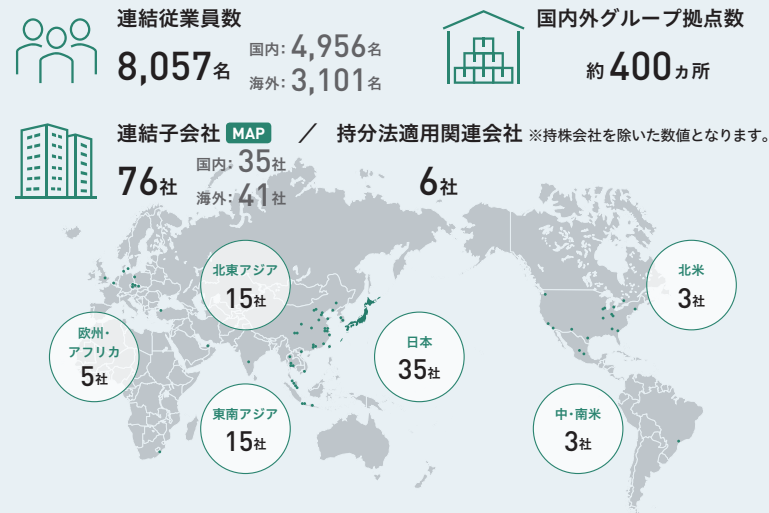 連結従業員数
8,057名
国内: 4,956名
海外: 3,101名
国内外グループ拠点数
約400ヵ所
連結子会社 MAP ／ 持分法適用関連会社 ※持株会社を除いた数値となります。
76社
国内: 35社
海外: 41社
6社
北東アジア
15社
北米
3社
欧州・
アフリカ
5社
日本
35社
東南アジア
15社
中・南米
3社